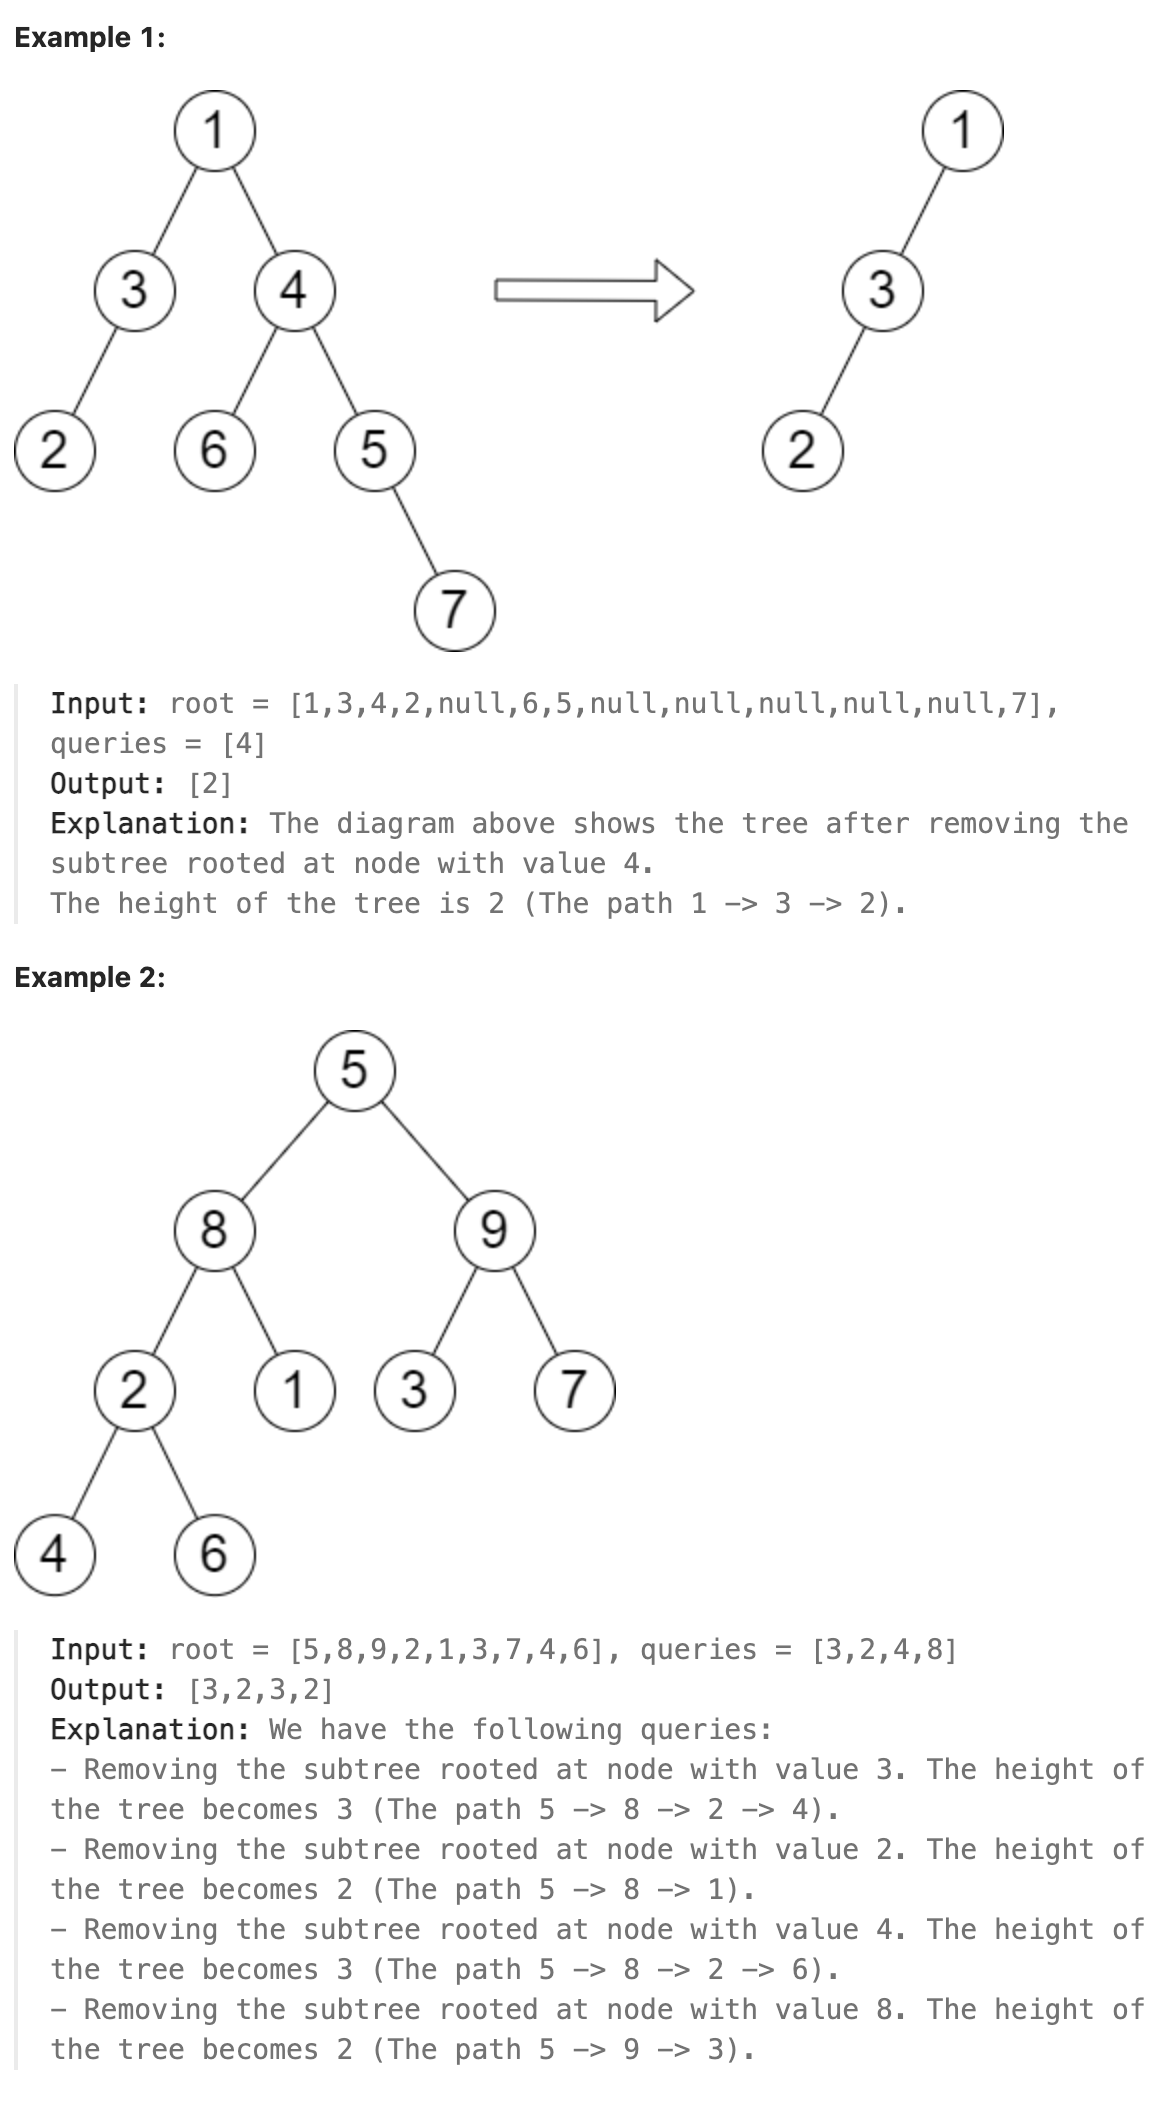 Example 1:
1
1
3
4
3
2
6
5
2
7
Input: root = [1,3,4,2,null,6,5,null,null,null,null,null,7],
queries = [4]
Output: [2]
Explanation: The diagram above shows the tree after removing the
subtree rooted at node with value 4.
The height of the tree is 2 (The path 1 -> 3 -> 2).
Example 2:
5
8
9
2
1
3
7
4
6
Input: root = [5,8,9,2,1,3,7,4,6], queries = [3,2,4,8]
Output: [3,2,3,2]
Explanation: We have the following queries:
- Removing the subtree rooted at node with value 3. The height of
the tree becomes 3 (The path 5 -> 8 -> 2 -> 4).
- Removing the subtree rooted at node with value 2. The height of
the tree becomes 2 (The path 5 -> 8 -> 1).
- Removing the subtree rooted at node with value 4. The height of
the tree becomes 3 (The path 5 -> 8 -> 2 -> 6).
- Removing the subtree rooted at node with value 8. The height of
the tree becomes 2 (The path 5 -> 9 -> 3).